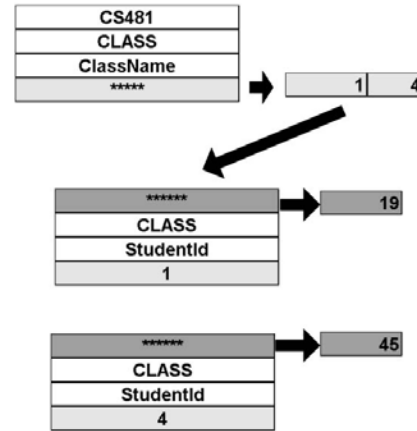 CS481
CLASS
ClassName
*****
1 4
******
19
CLASS
StudentId
1
******
45
CLASS
StudentId
4